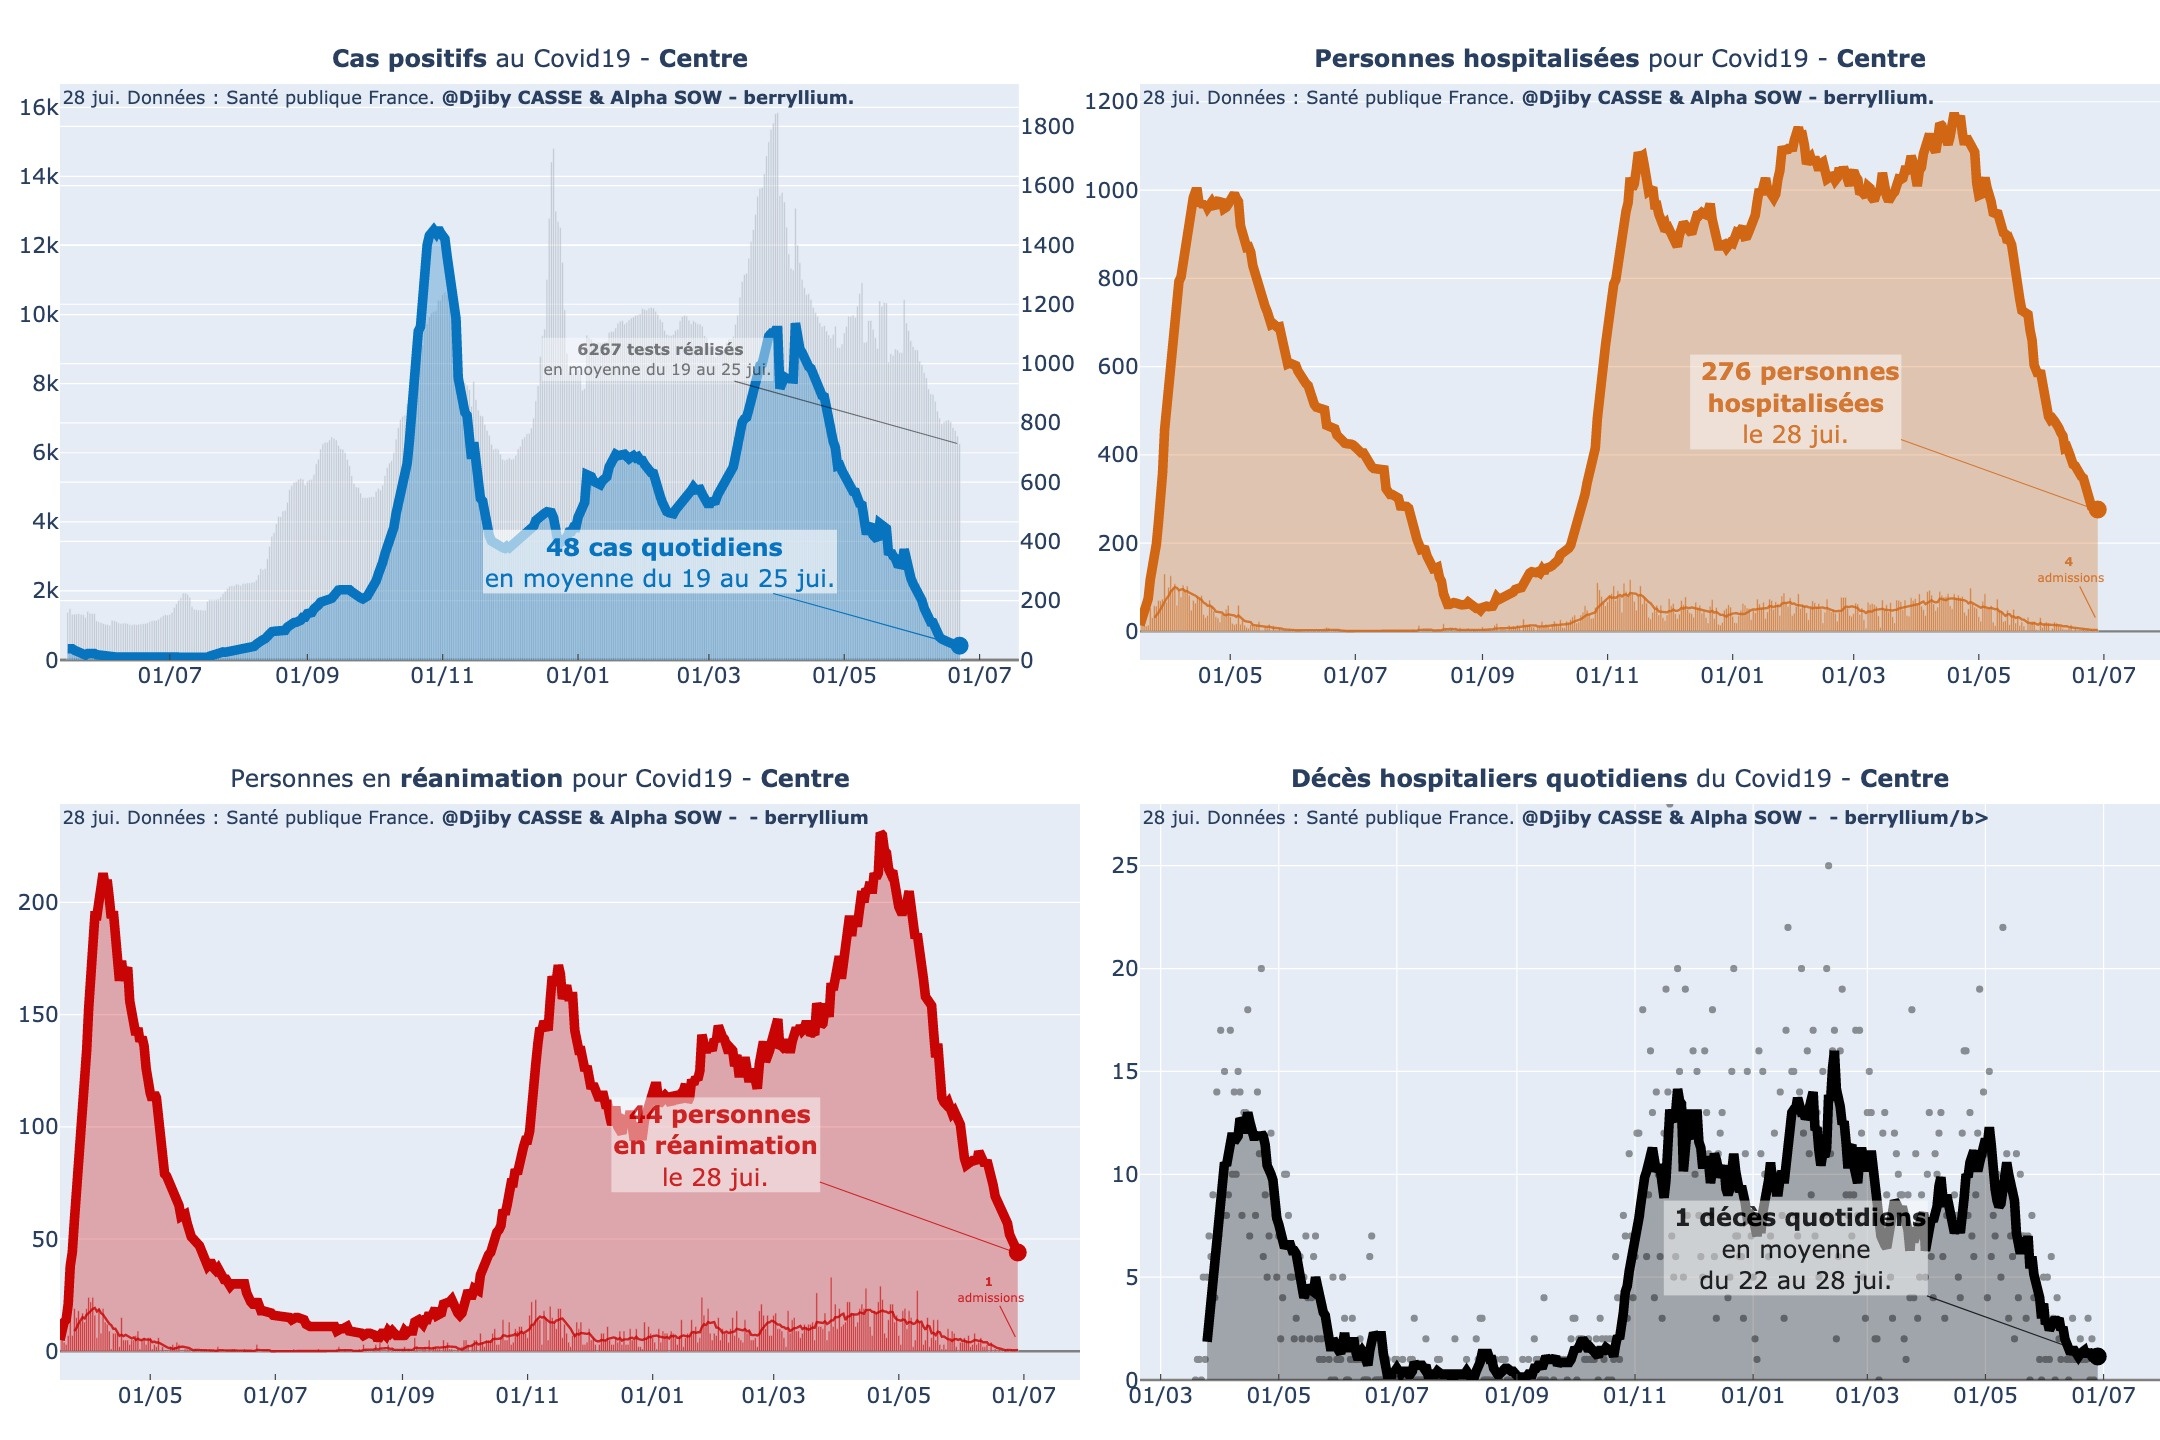 Cas positifs au Covid19 - Centre
28 jui. Données : Santé publique France. @Djiby CASSE & Alpha SOW - berryllium.
16k
14k
12k
10k
8k
6k
4k
2k
0
1800
1600
1400
1200
1000
800
600
400
200
0
6267 tests réalisés
en moyenne du 19 au 25 jui.
48 cas quotidiens
en moyenne du 19 au 25 jui.
01/07 01/09 01/11 01/01 01/03 01/05 01/07
Personnes hospitalisées pour Covid19 - Centre
28 jui. Données : Santé publique France. @Djiby CASSE & Alpha SOW - berryllium.
1200
1000
800
600
400
200
0
276 personnes
hospitalisées
le 28 jui.
4
admissions
01/05 01/07 01/09 01/11 01/01 01/03 01/05 01/07
Personnes en réanimation pour Covid19 - Centre
28 jui. Données : Santé publique France. @Djiby CASSE & Alpha SOW -  - berryllium
200
150
100
50
0
44 personnes
en réanimation
le 28 jui.
1
admissions
01/05 01/07 01/09 01/11 01/01 01/03 01/05 01/07
Décès hospitaliers quotidiens du Covid19 - Centre
28 jui. Données : Santé publique France. @Djiby CASSE & Alpha SOW -  - berryllium/b>
25
20
15
10
5
0
1 décès quotidiens
en moyenne
du 22 au 28 jui.
01/03 01/05 01/07 01/09 01/11 01/01 01/03 01/05 01/07